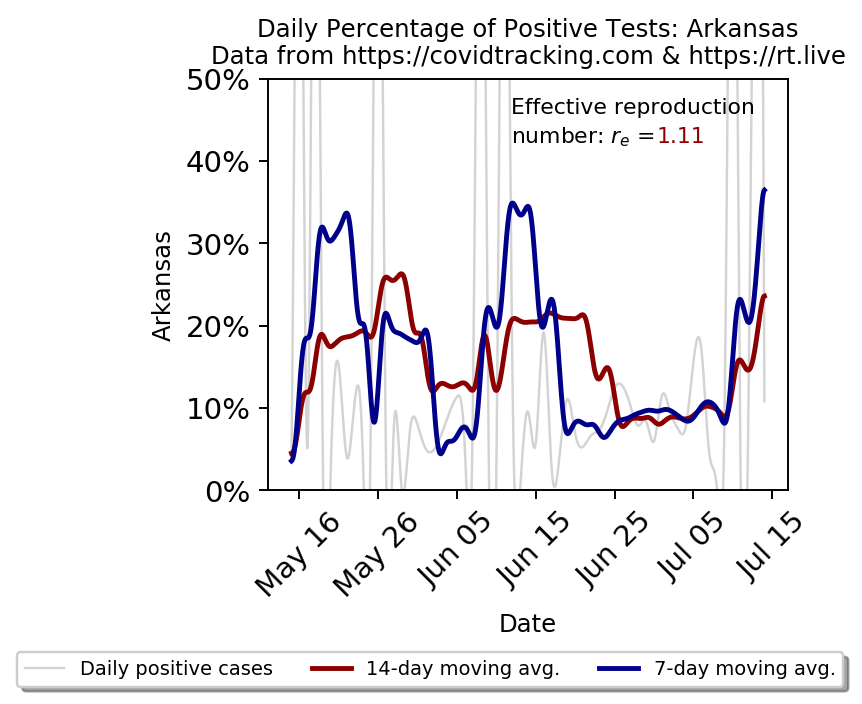 Daily Percentage of Positive Tests: Arkansas
Data from https://covidtracking.com & https://rt.live
50%
40%
30%
20%
10%
0%
Arkansas
Effective reproduction
number: rₑ =1.11
May 16
May 26
Jun 05
Jun 15
Jun 25
Jul 05
Jul 15
Date
Daily positive cases
14-day moving avg.
7-day moving avg.